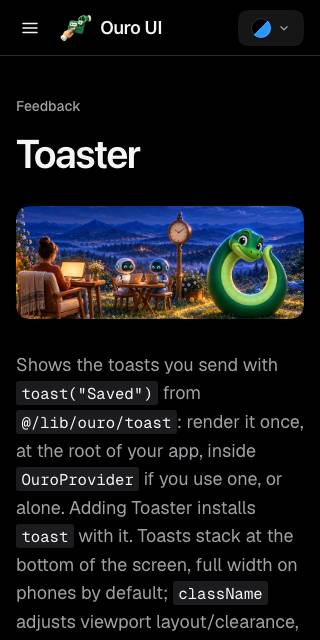 Ouro UI
Feedback
Toaster
Shows the toasts you send with
toast("Saved") from
@/lib/ouro/toast: render it once,
at the root of your app, inside
OuroProvider if you use one, or
alone. Adding Toaster installs
toast with it. Toasts stack at the
bottom of the screen, full width on
phones by default; className
adjusts viewport layout/clearance,